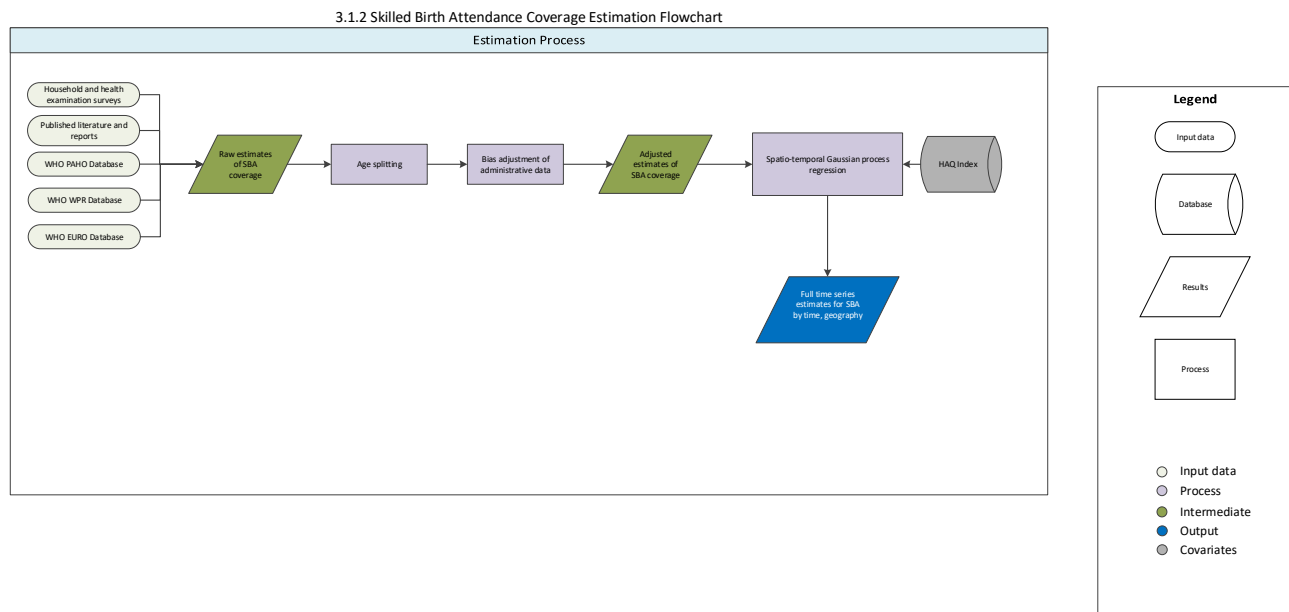 3.1.2 Skilled Birth Attendance Coverage Estimation Flowchart
Estimation Process
Household and health
examination surveys
Published literature and
reports
WHO PAHO Database
WHO WPR Database
WHO EURO Database
Raw estimates
of SBA
coverage
Age splitting
Bias adjustment of
administrative data
Adjusted
estimates of
SBA coverage
Spatio-temporal Gaussian process
regression
HAQ Index
Full time series
estimates for SBA
by time, geography
Legend
Input data
Database
Results
Process
Input data
Process
Intermediate
Output
Covariates